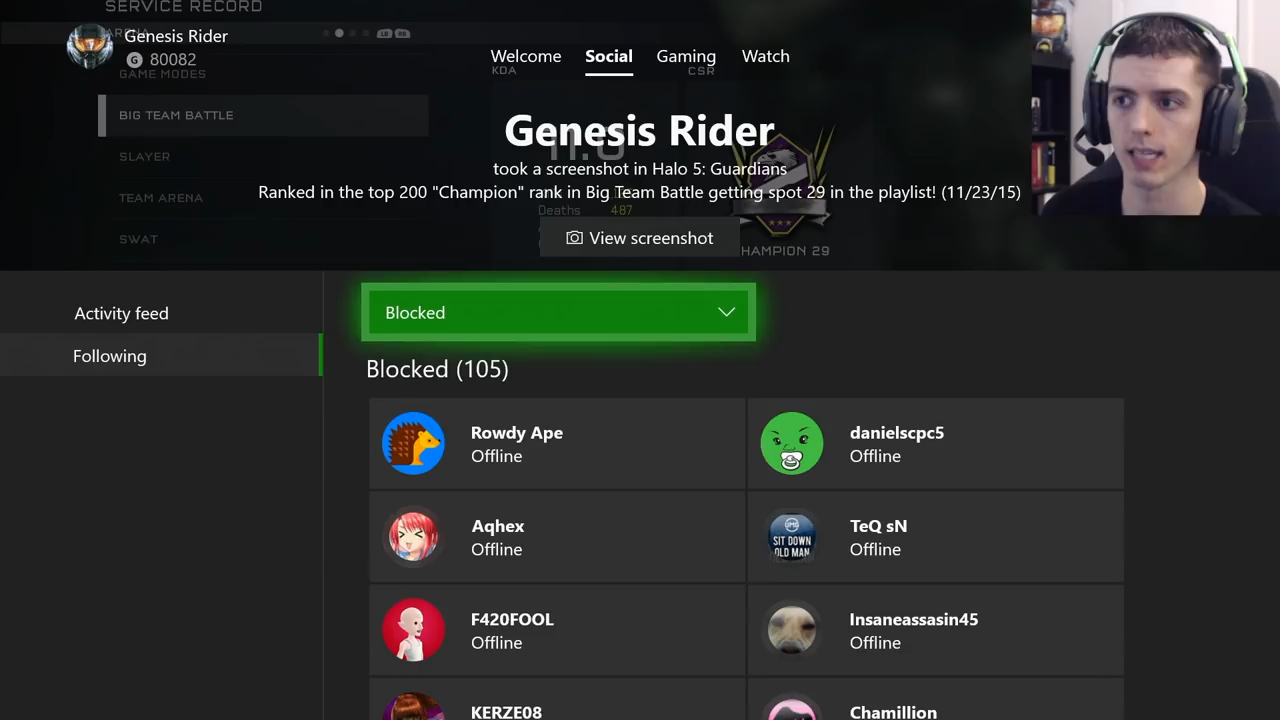 SERVICE RECORD
Genesis Rider
G 80082
GAME MODES
BIG TEAM BATTLE
SLAYER
TEAM ARENA
SWAT
LB RB
Welcome Social Gaming Watch
KDA CSR
Genesis Rider
took a screenshot in Halo 5: Guardians
Ranked in the top 200 "Champion" rank in Big Team Battle getting spot 29 in the playlist! (11/23/15)
Deaths 487
View screenshot
HAMPION 29
Activity feed
Following
Blocked
Blocked (105)
Rowdy Ape
Offline
danielscpc5
Offline
Aqhex
Offline
SIT DOWN
OLD MAN
TeQ sN
Offline
F420FOOL
Offline
Insaneassasin45
Offline
KERZE08
Chamillion